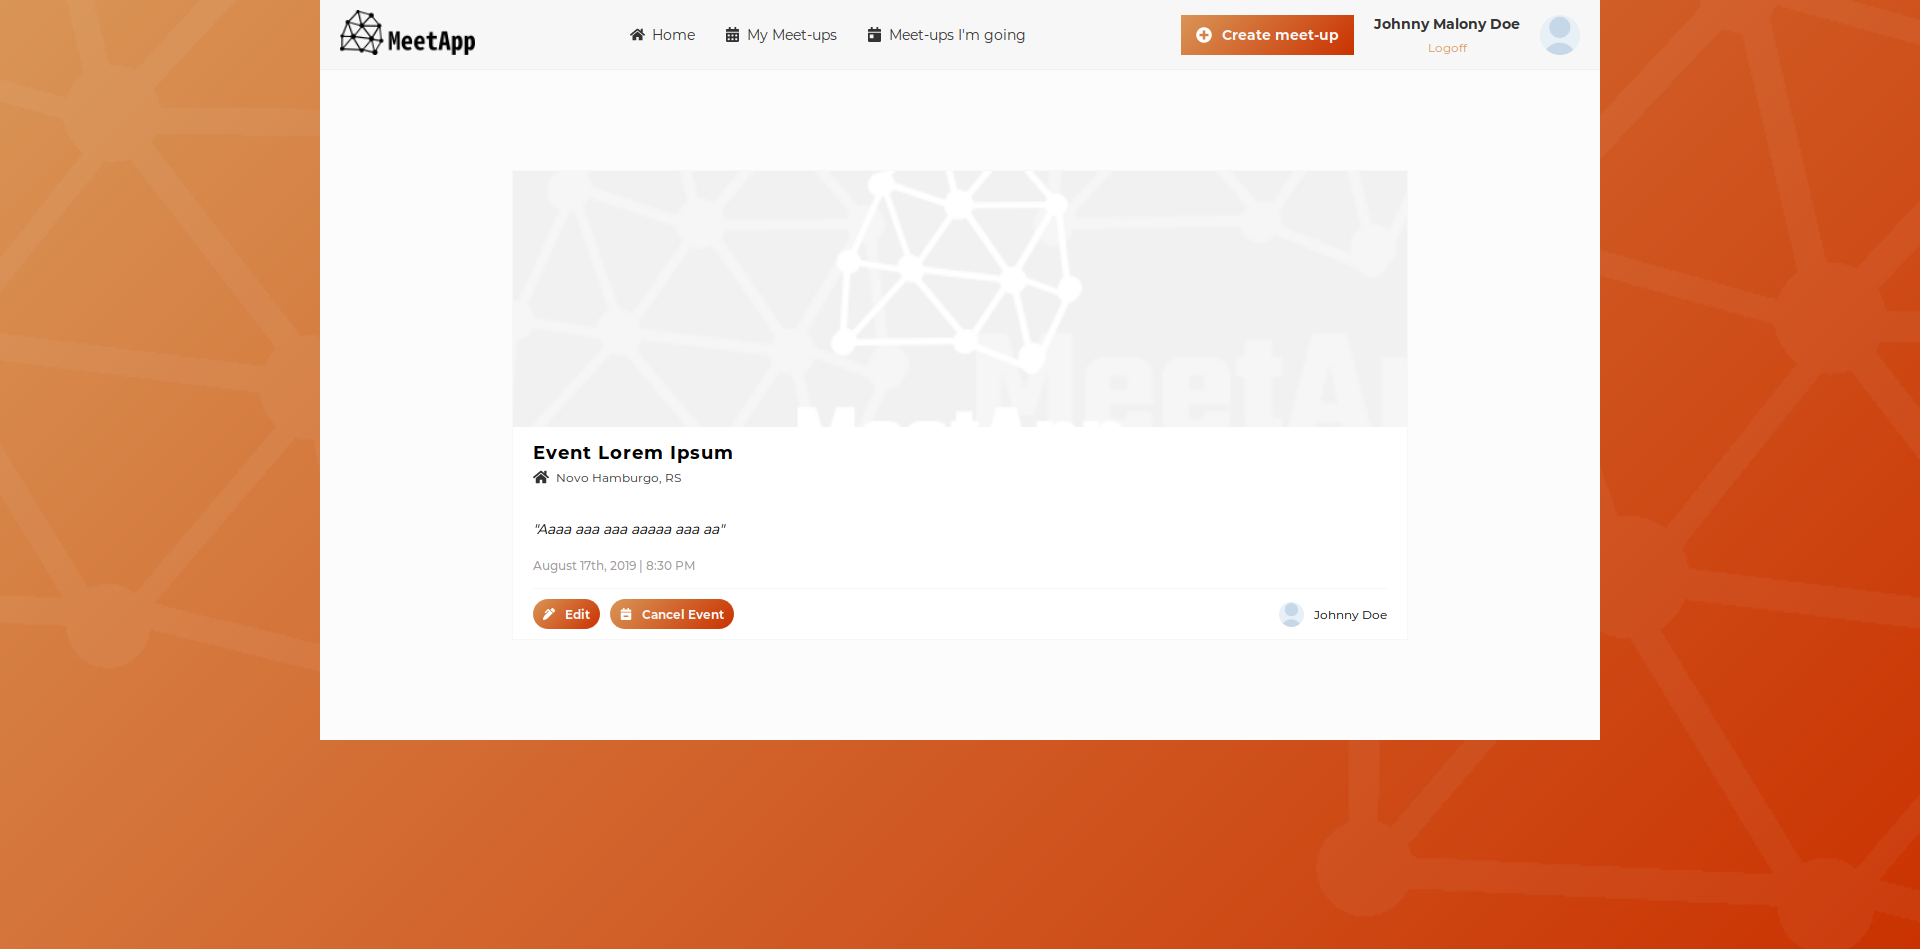 MeetApp
Home
My Meet-ups
Meet-ups I'm going
Create meet-up
Johnny Malony Doe
Logoff
MeetAp
MeetApp
Event Lorem Ipsum
Novo Hamburgo, RS
"Aaaa aaa aaa aaaaa aaa aa"
August 17th, 2019 | 8:30 PM
Edit
Cancel Event
Johnny Doe